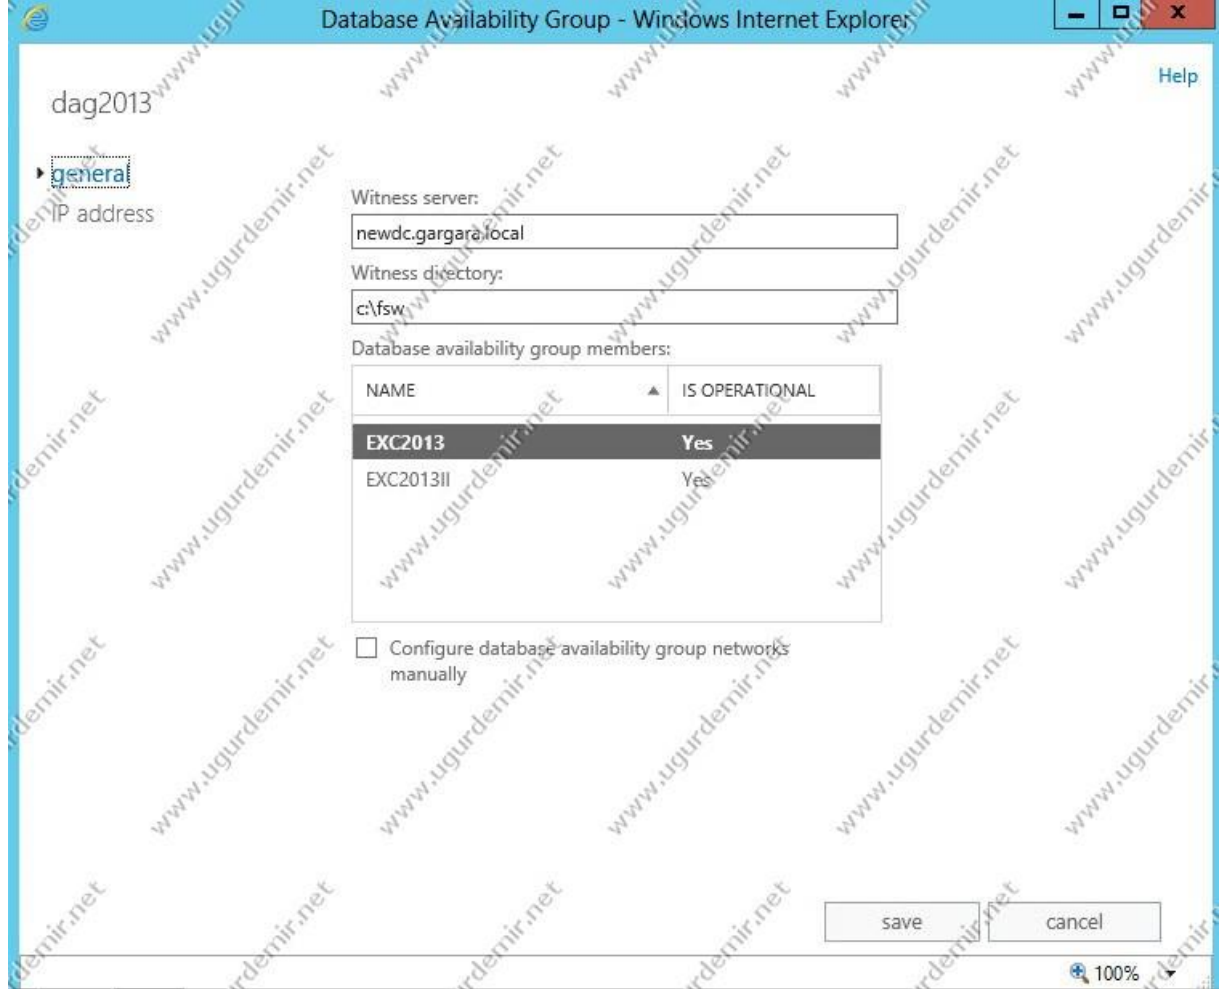 Database Availability Group - Windows Internet Explorer
Help
dag2013
general
IP address
Witness server:
newdc.gargara.local
Witness directory:
c:\fsw
Database availability group members:
NAME IS OPERATIONAL
EXC2013 Yes
EXC2013II Yes
Configure database availability group networks
manually
save cancel
100%
www.ugurdemir.net